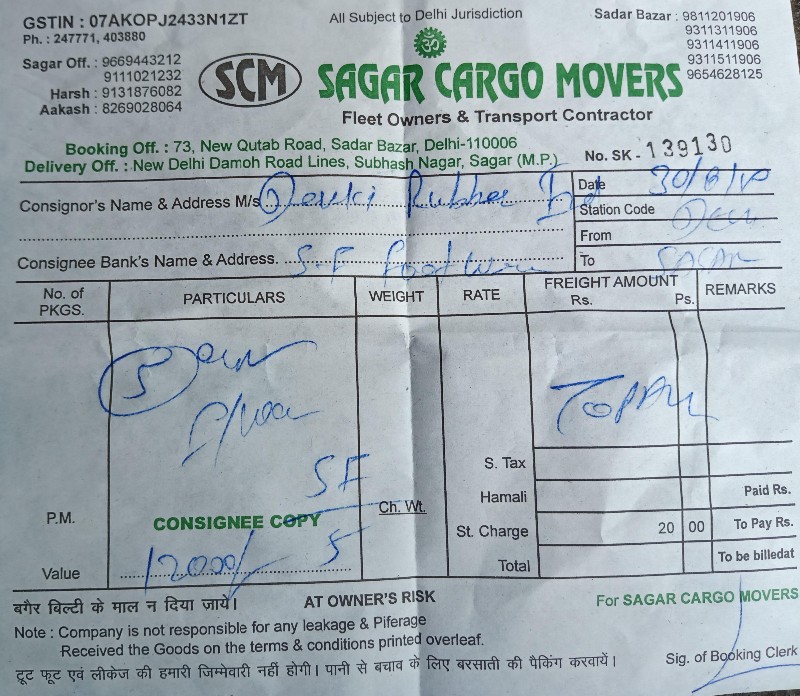 GSTIN : 07AKOPJ2433N1ZT
All Subject to Delhi Jurisdiction
Ph. : 247771, 403880
Sadar Bazar : 9811201906
9311311906
9311411906
9311511906
9654628125
Sagar Off. : 9669443212
9111021232
Harsh : 9131876082
Aakash : 8269028064
ॐ
SCM SAGAR CARGO MOVERS
Fleet Owners & Transport Contractor
Booking Off. : 73, New Qutab Road, Sadar Bazar, Delhi-110006
Delivery Off. : New Delhi Damoh Road Lines, Subhash Nagar, Sagar (M.P.)
No. SK - 139130
Consignor's Name & Address M/s. Rubber
Date
Station Code
From
Consignee Bank's Name & Address. S.F
To SAGAR
No. of PKGS. PARTICULARS WEIGHT RATE FREIGHT AMOUNT Rs. Ps. REMARKS
5
TOPAY
SF
5
S. Tax
Hamali Paid Rs.
P.M. CONSIGNEE COPY Ch. Wt.
St. Charge 20 00 To Pay Rs.
Total To be billedat
Value 12000/-
बगैर बिल्टी के माल न दिया जाये। AT OWNER'S RISK For SAGAR CARGO MOVERS
Note : Company is not responsible for any leakage & Piferage
Received the Goods on the terms & conditions printed overleaf.
टूट फूट एवं लीकेज की हमारी जिम्मेवारी नहीं होगी। पानी से बचाव के लिए बरसाती की पैकिंग करवायें। Sig. of Booking Clerk